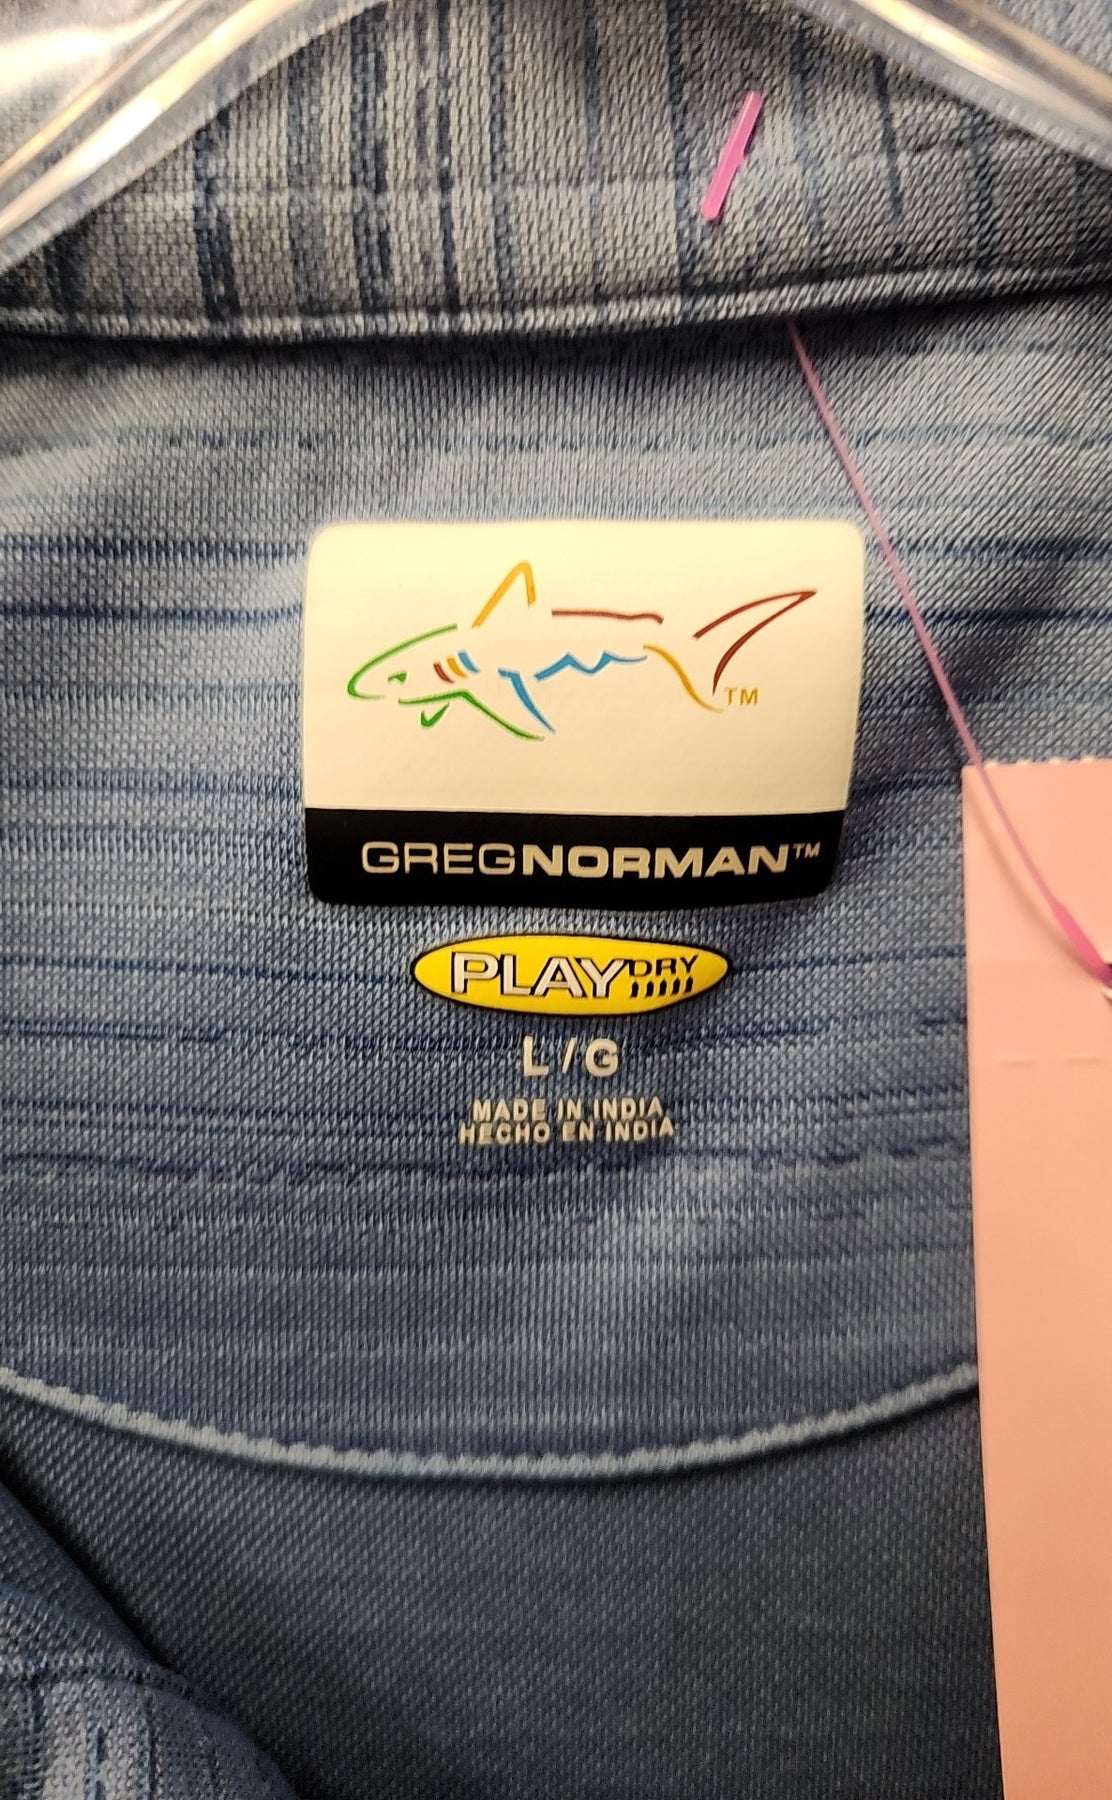 TM
GREGNORMAN™
PLAYDRY
L/G
MADE IN INDIA
HECHO EN INDIA